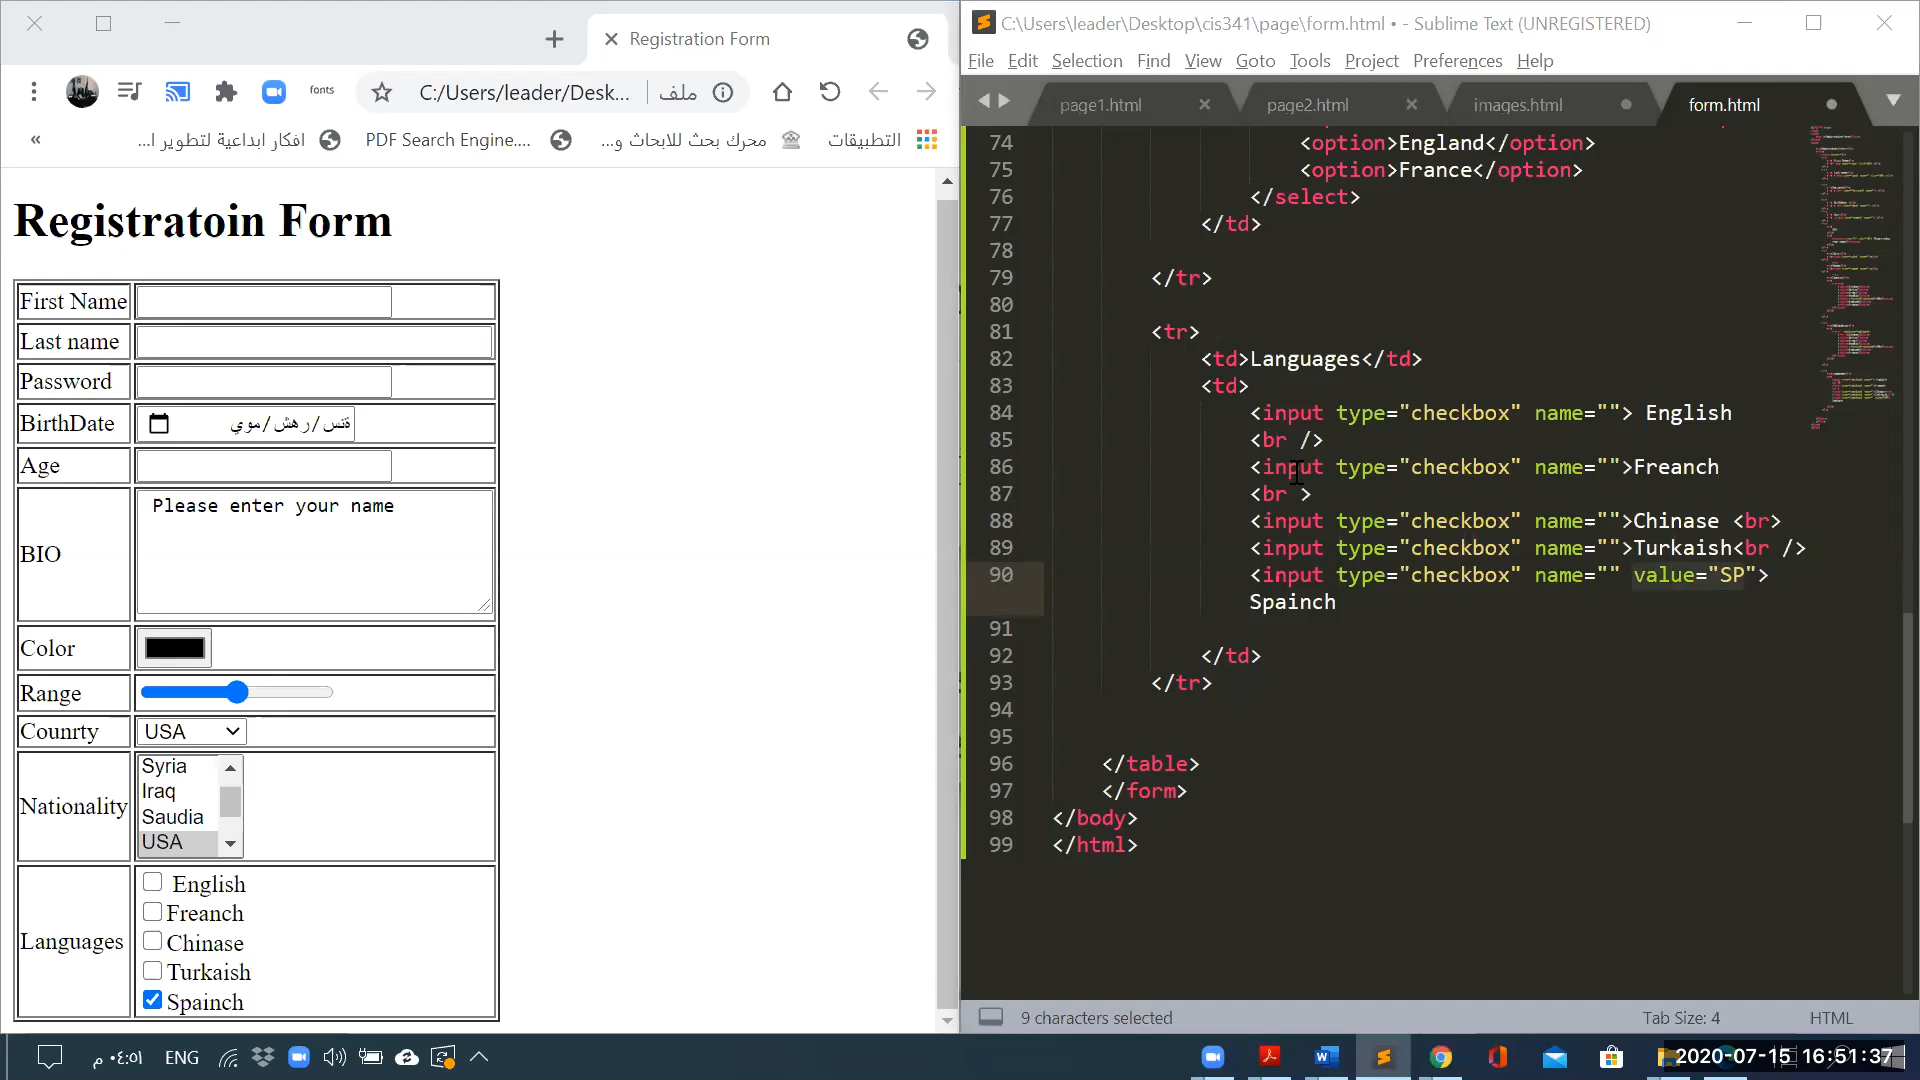 Registration Form
fonts
C:/Users/leader/Desk...
ملف
افكار ابداعية لتطوير ا...
PDF Search Engine....
محرك بحث للابحاث و...
التطبيقات
Registratoin Form
First Name
Last name
Password
BirthDate
Age
BIO
Please enter your name
Color
Range
Counrty
USA
Nationality
Syria
Iraq
Saudia
USA
Languages
English
Freanch
Chinase
Turkaish
Spainch
C:\Users\leader\Desktop\cis341\page\form.html • - Sublime Text (UNREGISTERED)
File Edit Selection Find View Goto Tools Project Preferences Help
page1.html
page2.html
images.html
form.html
74 <option>England</option>
75 <option>France</option>
76 </select>
77 </td>
78
79 </tr>
80
81 <tr>
82 <td>Languages</td>
83 <td>
84 <input type="checkbox" name=""> English
85 <br />
86 <input type="checkbox" name="">Freanch
87 <br >
88 <input type="checkbox" name="">Chinase <br>
89 <input type="checkbox" name="">Turkaish<br />
90 <input type="checkbox" name="" value="SP">
Spainch
91
92 </td>
93 </tr>
94
95
96 </table>
97 </form>
98 </body>
99 </html>
9 characters selected
Tab Size: 4
HTML
٠٤:٥١ م
ENG
2020-07-15 16:51:37